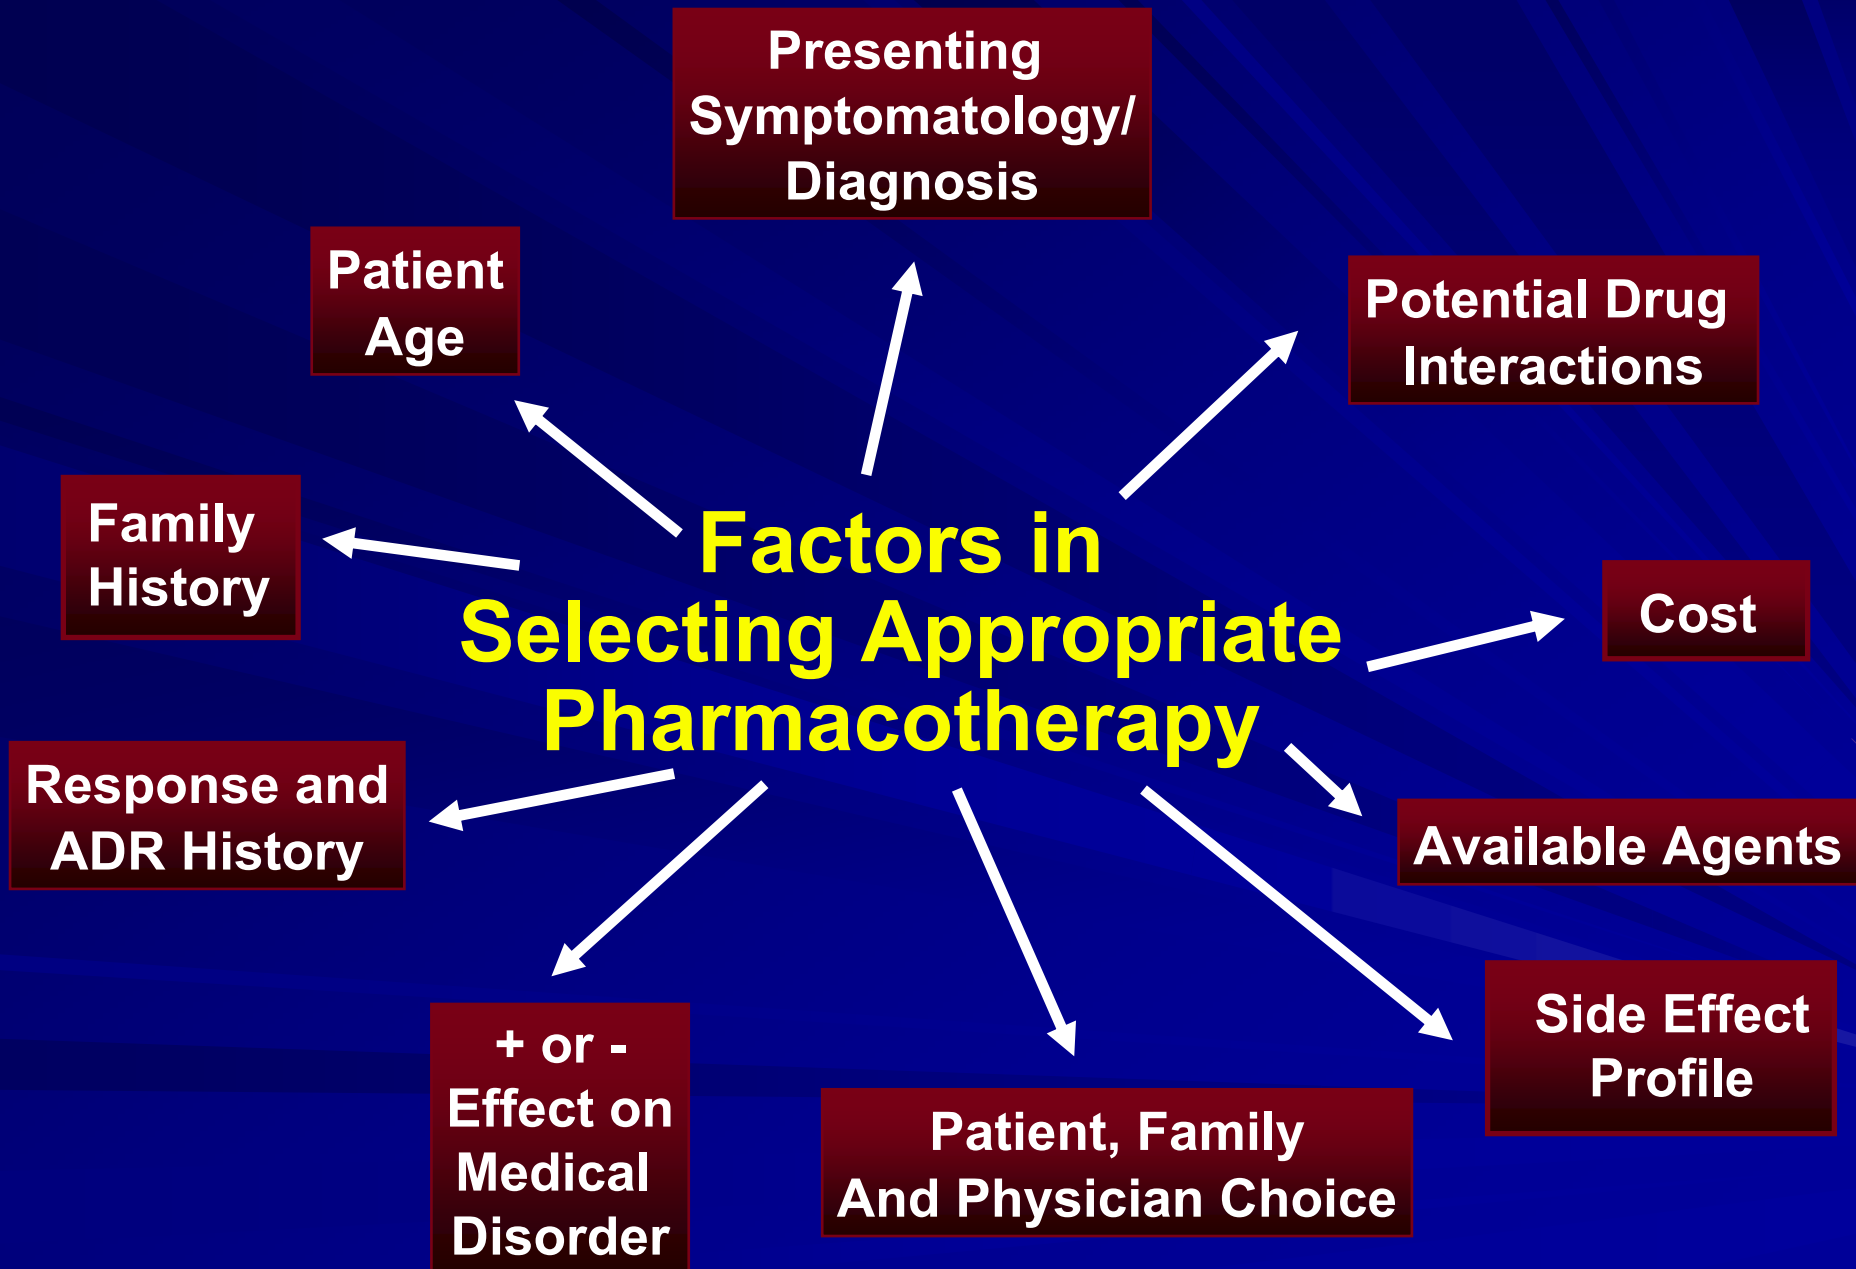 Presenting
Symptomatology/
Diagnosis
Patient
Age
Potential Drug
Interactions
Family
History
Factors in
Selecting Appropriate
Pharmacotherapy
Cost
Response and
ADR History
Available Agents
+ or -
Effect on
Medical
Disorder
Patient, Family
And Physician Choice
Side Effect
Profile